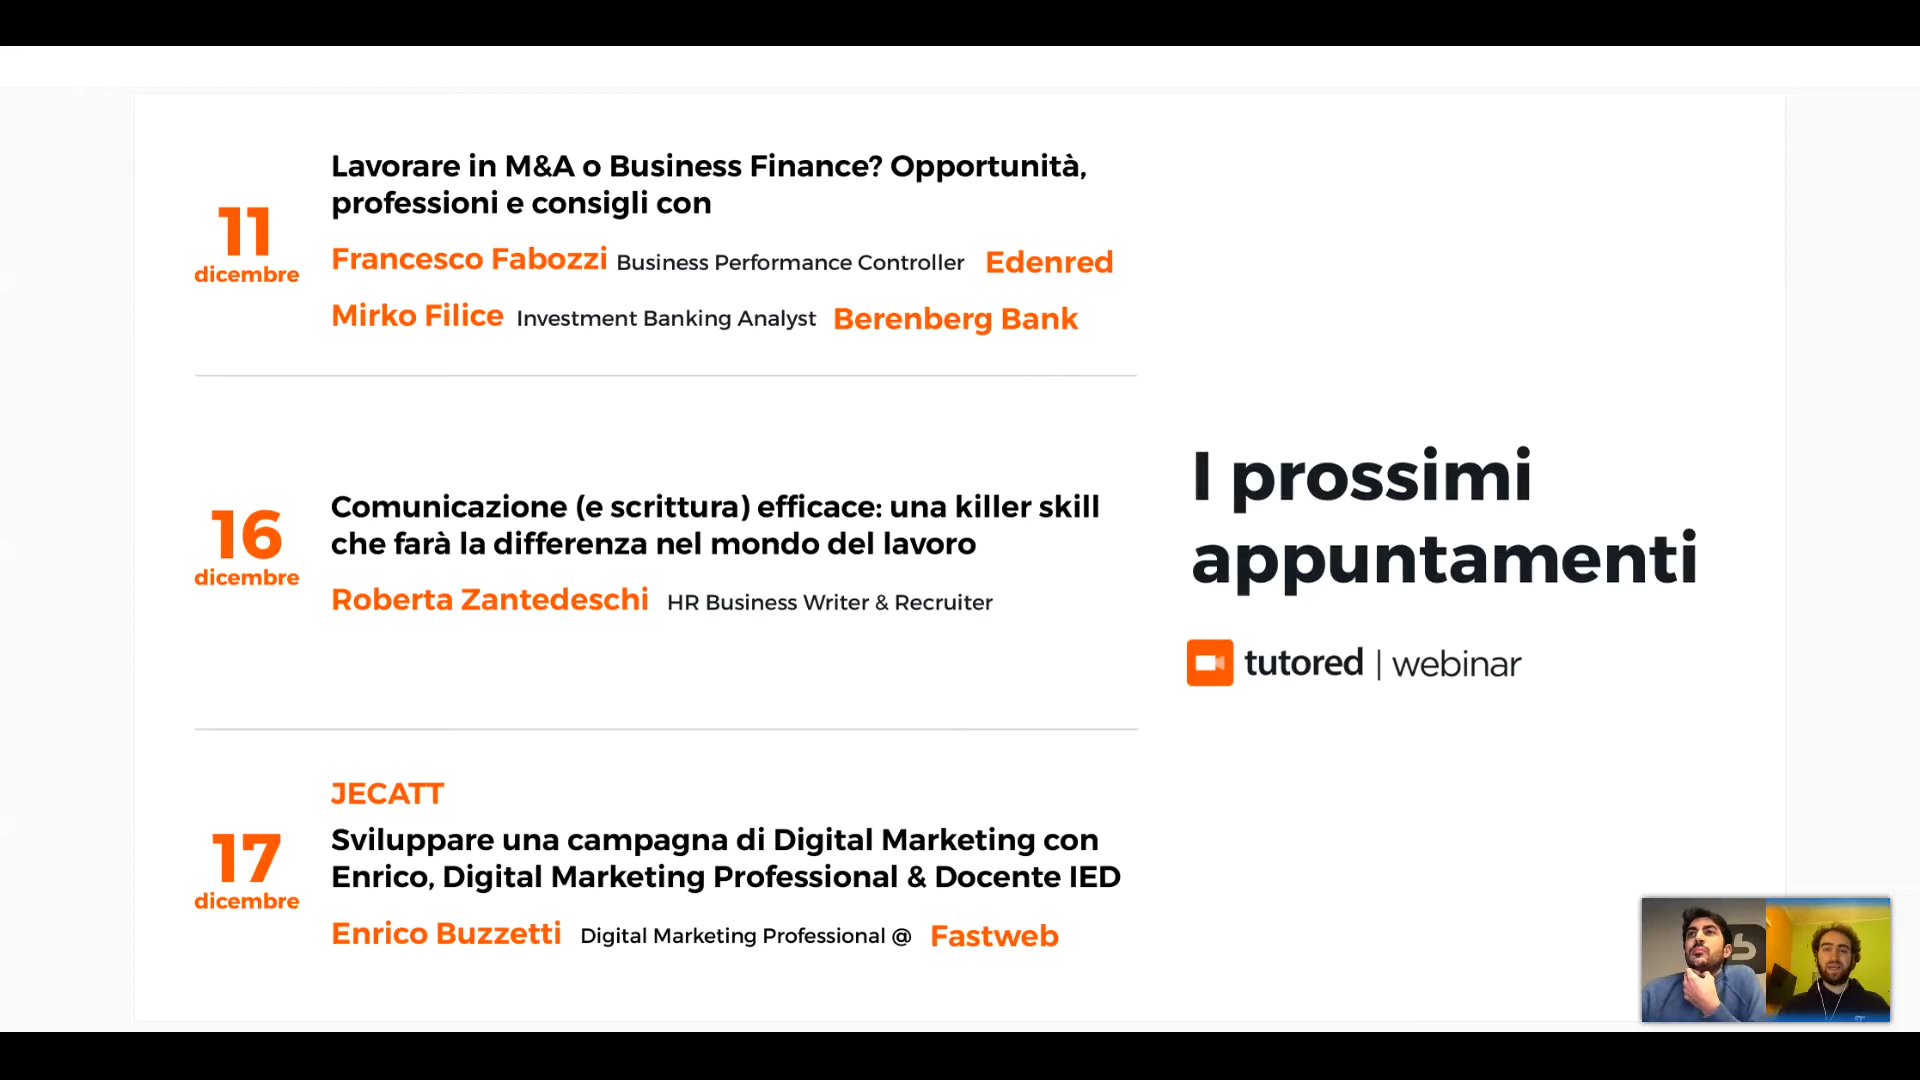 11
dicembre
Lavorare in M&A o Business Finance? Opportunità,
professioni e consigli con
Francesco Fabozzi Business Performance Controller Edenred
Mirko Filice Investment Banking Analyst Berenberg Bank
16
dicembre
Comunicazione (e scrittura) efficace: una killer skill
che farà la differenza nel mondo del lavoro
Roberta Zantedeschi HR Business Writer & Recruiter
17
dicembre
JECATT
Sviluppare una campagna di Digital Marketing con
Enrico, Digital Marketing Professional & Docente IED
Enrico Buzzetti Digital Marketing Professional @ Fastweb
I prossimi
appuntamenti
tutored | webinar